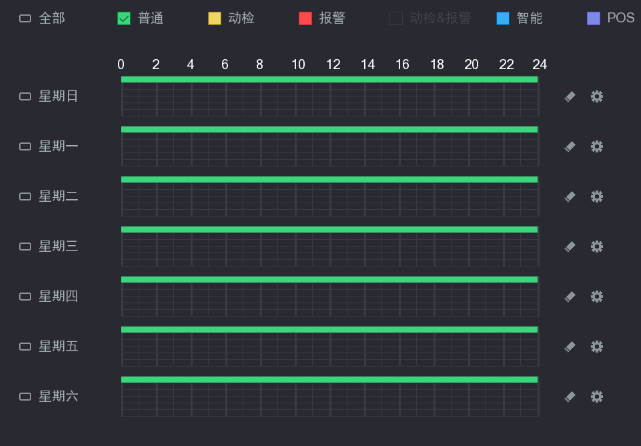 全部 普通 动检 报警 动检&报警 智能 POS
0 2 4 6 8 10 12 14 16 18 20 22 24
星期日
星期一
星期二
星期三
星期四
星期五
星期六